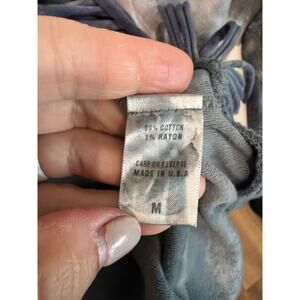 99% COTTON
1% RAYON
CARE ON REVERSE
MADE IN U.S.A
M